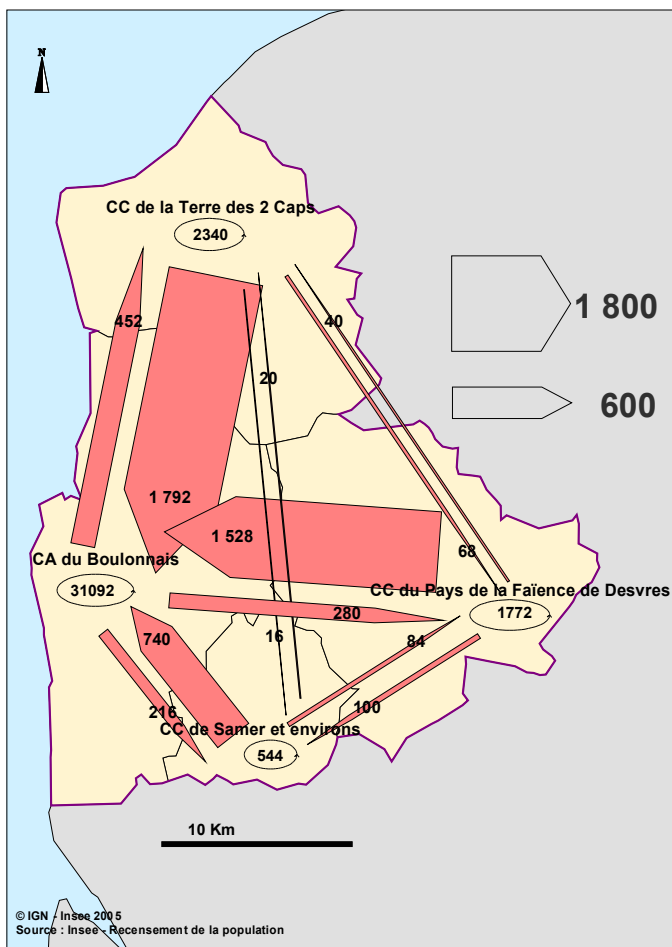 N
CC de la Terre des 2 Caps
2340
452
40
1 800
20
600
1 792
1 528
68
CA du Boulonnais
31092
CC du Pays de la Faïence de Desvres
1772
280
16
740
84
216
100
CC de Samer et environs
544
10 Km
© IGN - Insee 2005
Source : Insee - Recensement de la population